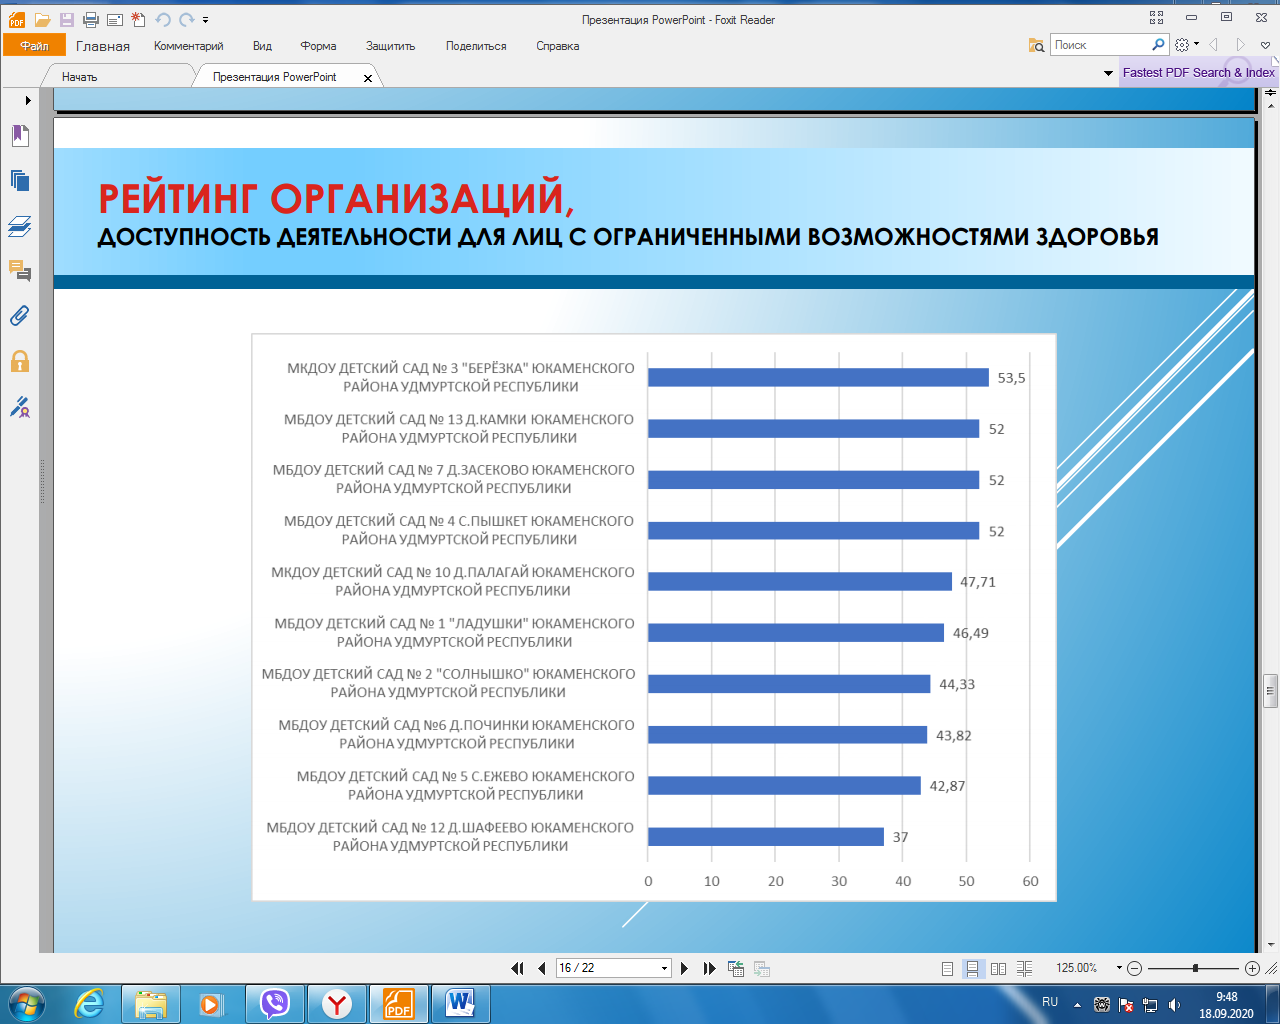 Презентация PowerPoint - Foxit Reader
Файл Главная Комментарий Вид Форма Защитить Поделиться Справка Поиск
Начать Презентация PowerPoint Fastest PDF Search & Index
РЕЙТИНГ ОРГАНИЗАЦИЙ,
ДОСТУПНОСТЬ ДЕЯТЕЛЬНОСТИ ДЛЯ ЛИЦ С ОГРАНИЧЕННЫМИ ВОЗМОЖНОСТЯМИ ЗДОРОВЬЯ
МКДОУ ДЕТСКИЙ САД № 3 "БЕРЁЗКА" ЮКАМЕНСКОГО
РАЙОНА УДМУРТСКОЙ РЕСПУБЛИКИ
53,5
МБДОУ ДЕТСКИЙ САД № 13 Д.КАМКИ ЮКАМЕНСКОГО
РАЙОНА УДМУРТСКОЙ РЕСПУБЛИКИ
52
МБДОУ ДЕТСКИЙ САД № 7 Д.ЗАСЕКОВО ЮКАМЕНСКОГО
РАЙОНА УДМУРТСКОЙ РЕСПУБЛИКИ
52
МБДОУ ДЕТСКИЙ САД № 4 С.ПЫШКЕТ ЮКАМЕНСКОГО
РАЙОНА УДМУРТСКОЙ РЕСПУБЛИКИ
52
МКДОУ ДЕТСКИЙ САД № 10 Д.ПАЛАГАЙ ЮКАМЕНСКОГО
РАЙОНА УДМУРТСКОЙ РЕСПУБЛИКИ
47,71
МБДОУ ДЕТСКИЙ САД № 1 "ЛАДУШКИ" ЮКАМЕНСКОГО
РАЙОНА УДМУРТСКОЙ РЕСПУБЛИКИ
46,49
МБДОУ ДЕТСКИЙ САД № 2 "СОЛНЫШКО" ЮКАМЕНСКОГО
РАЙОНА УДМУРТСКОЙ РЕСПУБЛИКИ
44,33
МБДОУ ДЕТСКИЙ САД №6 Д.ПОЧИНКИ ЮКАМЕНСКОГО
РАЙОНА УДМУРТСКОЙ РЕСПУБЛИКИ
43,82
МБДОУ ДЕТСКИЙ САД № 5 С.ЕЖЕВО ЮКАМЕНСКОГО
РАЙОНА УДМУРТСКОЙ РЕСПУБЛИКИ
42,87
МБДОУ ДЕТСКИЙ САД № 12 Д.ШАФЕЕВО ЮКАМЕНСКОГО
РАЙОНА УДМУРТСКОЙ РЕСПУБЛИКИ
37
0 10 20 30 40 50 60
16 / 22 125.00%
RU 9:48
18.09.2020